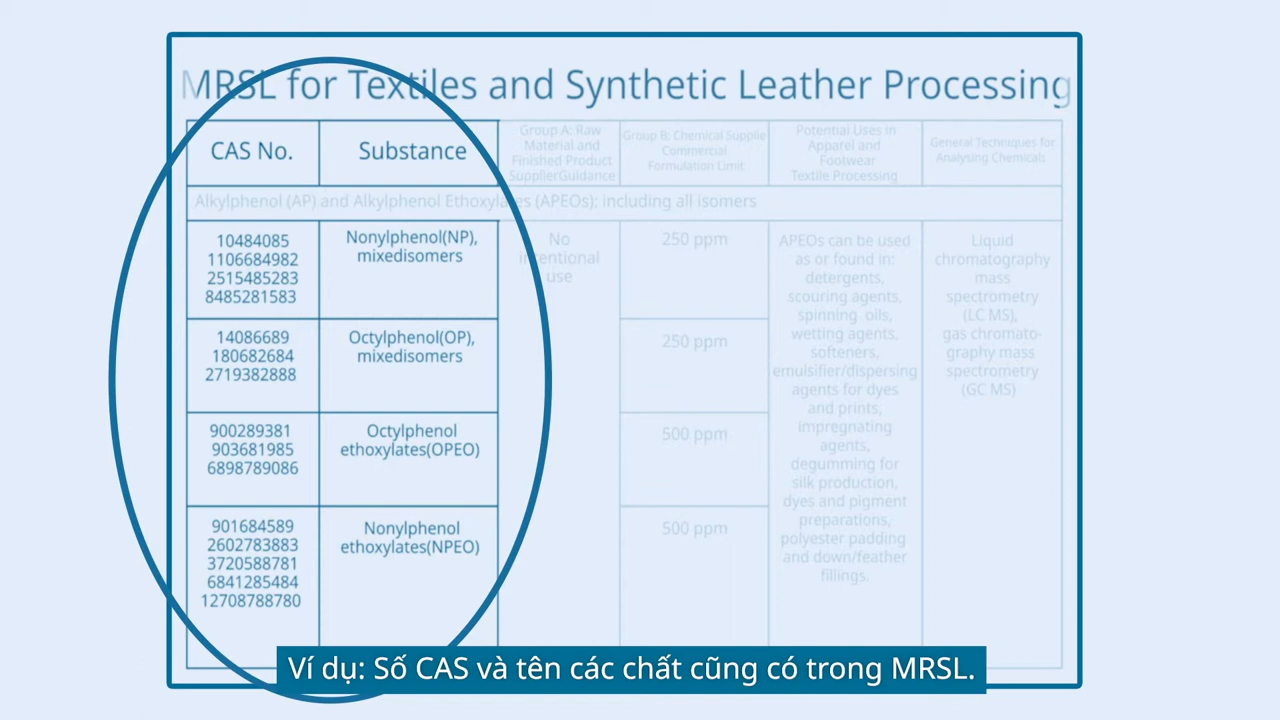 MRSL for Textiles and Synthetic Leather Processing
CAS No.
Substance
Group A: Raw
Material and
Finished Product
SupplierGuidance
Group B: Chemical Supplie
Commercial
Formulation Limit
Potential Uses in
Apparel and
Footwear
Textile Processing
General Techniques for
Analysing Chemicals
Alkylphenol (AP) and Alkylphenol Ethoxylates (APEOs): including all isomers
10484085
1106684982
2515485283
8485281583
Nonylphenol(NP),
mixedisomers
No
intentional
use
250 ppm
APEOs can be used
as or found in:
detergents,
scouring agents,
spinning oils,
wetting agents,
softeners,
emulsifier/dispersing
agents for dyes
and prints,
impregnating
agents,
degumming for
silk production,
dyes and pigment
preparations,
polyester padding
and down/feather
fillings.
Liquid
chromatography
mass
spectrometry
(LC MS),
gas chromato-
graphy mass
spectrometry
(GC MS)
14086689
180682684
2719382888
Octylphenol(OP),
mixedisomers
250 ppm
900289381
903681985
6898789086
Octylphenol
ethoxylates(OPEO)
500 ppm
901684589
2602783883
3720588781
6841285484
12708788780
Nonylphenol
ethoxylates(NPEO)
500 ppm
Ví dụ: Số CAS và tên các chất cũng có trong MRSL.